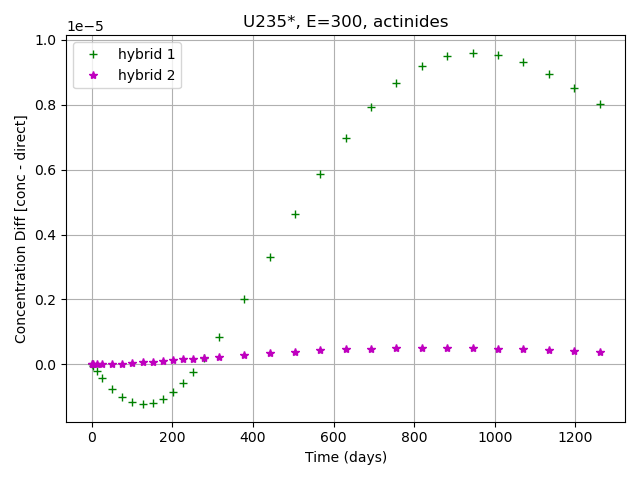 U235*, E=300, actinides
1e−5
hybrid 1
hybrid 2
Concentration Diff [conc - direct]
1.0
0.8
0.6
0.4
0.2
0.0
0 200 400 600 800 1000 1200
Time (days)